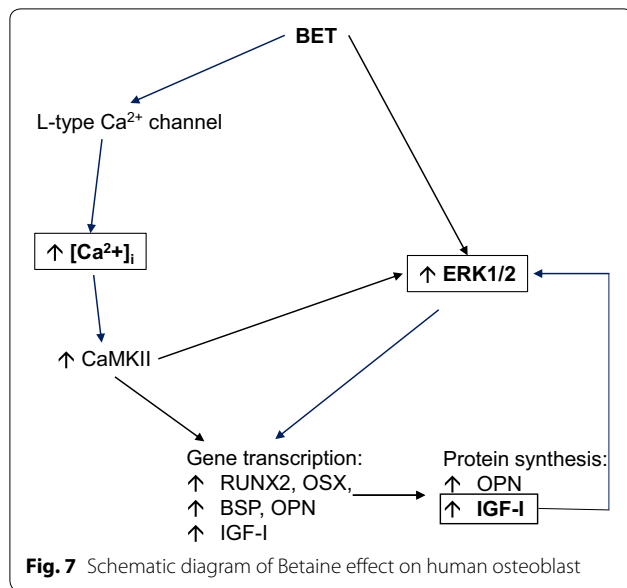 BET
L-type Ca²⁺ channel
↑ [Ca²+]ᵢ
↑ ERK1/2
↑ CaMKII
Gene transcription:
↑ RUNX2, OSX,
↑ BSP, OPN
↑ IGF-I
Protein synthesis:
↑ OPN
↑ IGF-I
Fig. 7 Schematic diagram of Betaine effect on human osteoblast